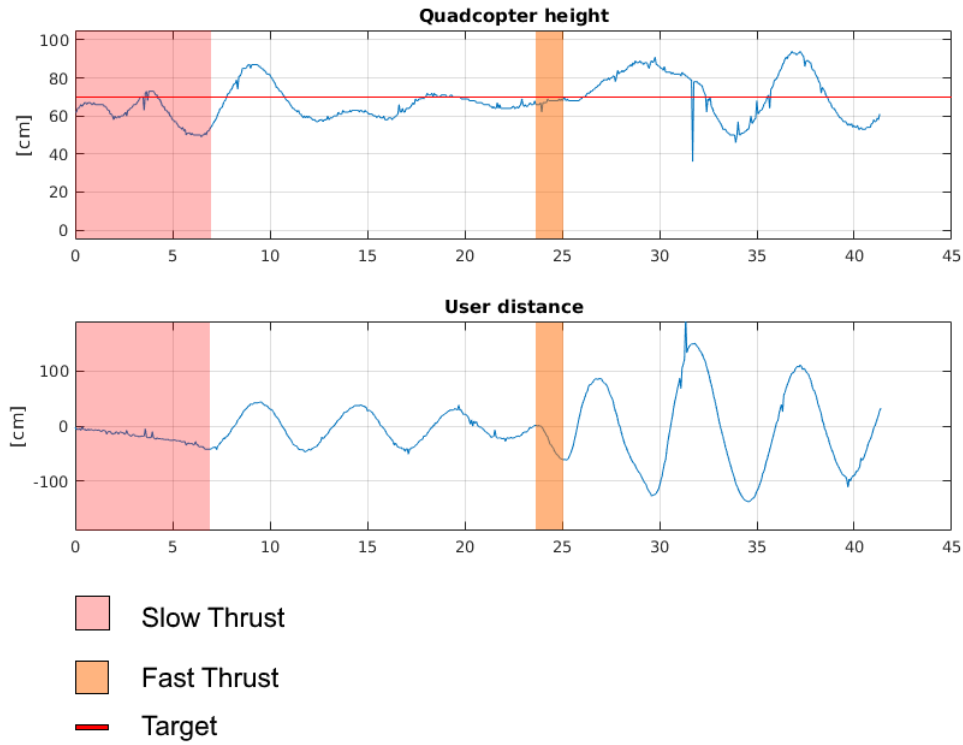 Quadcopter height
100
80
60
40
20
0
[cm]
0 5 10 15 20 25 30 35 40 45
User distance
100
0
-100
[cm]
0 5 10 15 20 25 30 35 40 45
Slow Thrust
Fast Thrust
Target